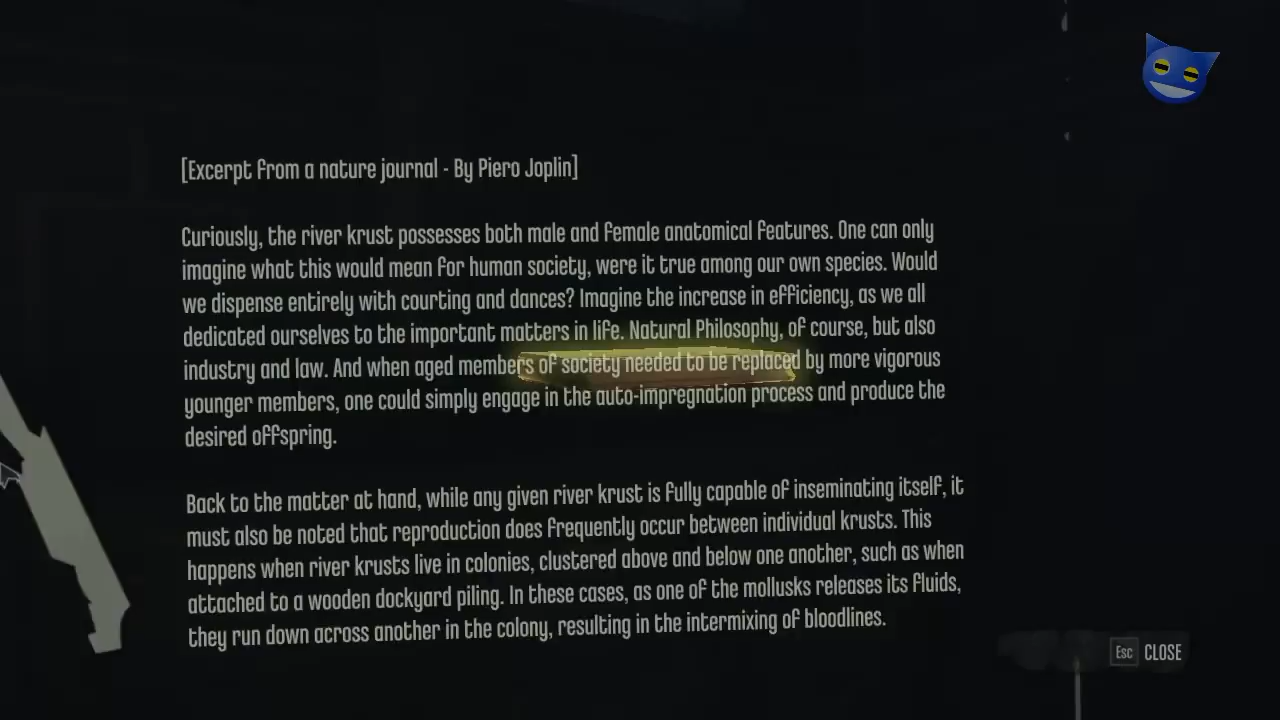 [Excerpt from a nature journal - By Piero Joplin]
Curiously, the river krust possesses both male and female anatomical features. One can only
imagine what this would mean for human society, were it true among our own species. Would
we dispense entirely with courting and dances? Imagine the increase in efficiency, as we all
dedicated ourselves to the important matters in life. Natural Philosophy, of course, but also
industry and law. And when aged members of society needed to be replaced by more vigorous
younger members, one could simply engage in the auto-impregnation process and produce the
desired offspring.
Back to the matter at hand, while any given river krust is fully capable of inseminating itself, it
must also be noted that reproduction does frequently occur between individual krusts. This
happens when river krusts live in colonies, clustered above and below one another, such as when
attached to a wooden dockyard piling. In these cases, as one of the mollusks releases its fluids,
they run down across another in the colony, resulting in the intermixing of bloodlines.
Esc CLOSE